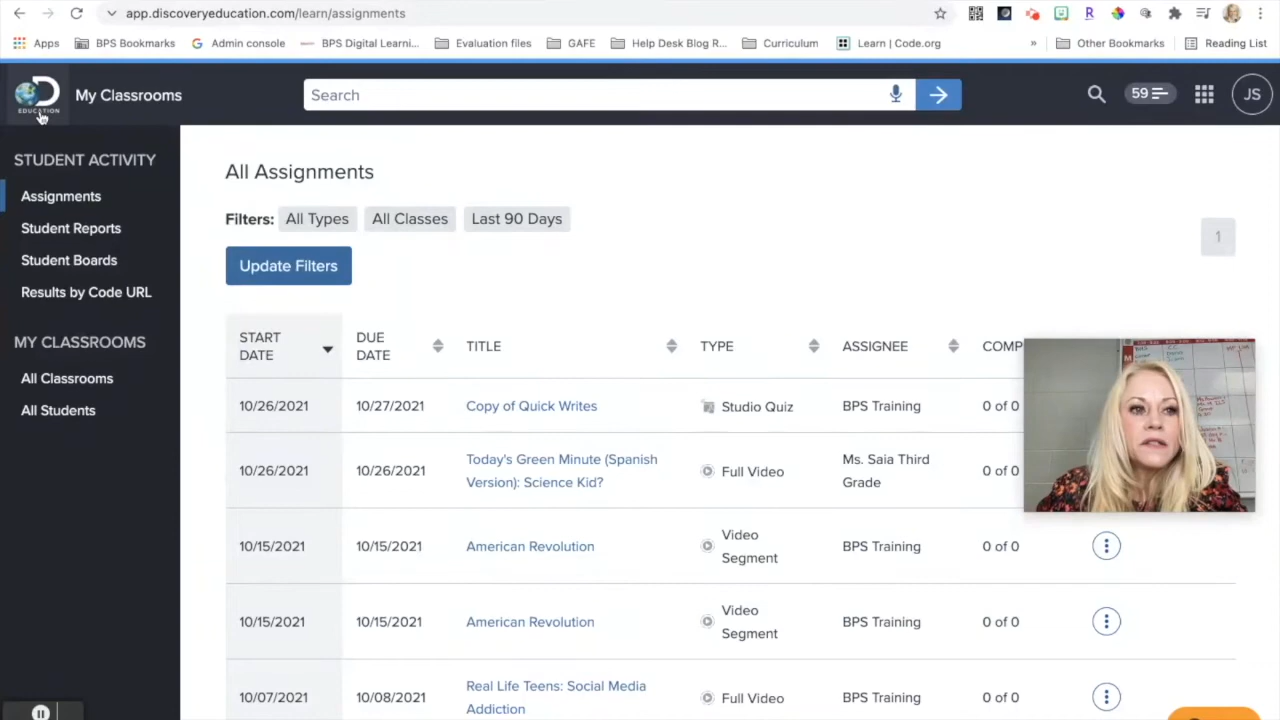 app.discoveryeducation.com/learn/assignments
Apps BPS Bookmarks Admin console BPS Digital Learni... Evaluation files GAFE Help Desk Blog R... Curriculum Learn | Code.org » Other Bookmarks Reading List
EDUCATION My Classrooms Search 59 JS
STUDENT ACTIVITY
Assignments
Student Reports
Student Boards
Results by Code URL
MY CLASSROOMS
All Classrooms
All Students
All Assignments
Filters: All Types All Classes Last 90 Days
1
Update Filters
START DATE DUE DATE TITLE TYPE ASSIGNEE COMP
10/26/2021 10/27/2021 Copy of Quick Writes Studio Quiz BPS Training 0 of 0
10/26/2021 10/26/2021 Today's Green Minute (Spanish Version): Science Kid? Full Video Ms. Saia Third Grade 0 of 0
10/15/2021 10/15/2021 American Revolution Video Segment BPS Training 0 of 0
10/15/2021 10/15/2021 American Revolution Video Segment BPS Training 0 of 0
10/07/2021 10/08/2021 Real Life Teens: Social Media Addiction Full Video BPS Training 0 of 0